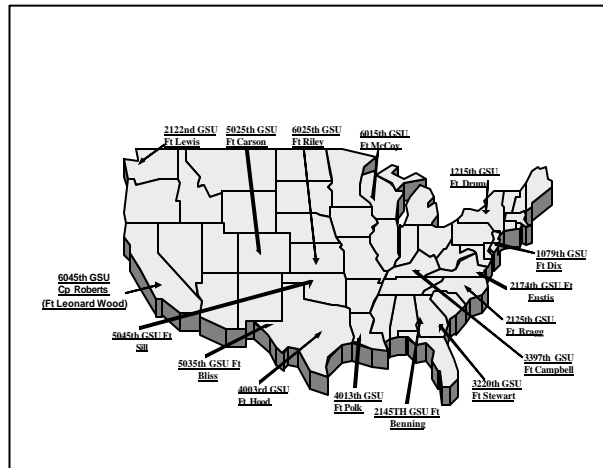 2122nd GSU
Ft Lewis
5025th GSU
Ft Carson
6025th GSU
Ft Riley
6015th GSU
Ft McCoy
1215th GSU
Ft Drum
1079th GSU
Ft Dix
2174th GSU Ft
Eustis
2125th GSU
Ft Bragg
3397th GSU
Ft Campbell
3220th GSU
Ft Stewart
2145TH GSU Ft
Benning
4013th GSU
Ft Polk
4003rd GSU
Ft Hood
5035th GSU Ft
Bliss
5045th GSU Ft
Sill
6045th GSU
Cp Roberts
(Ft Leonard Wood)